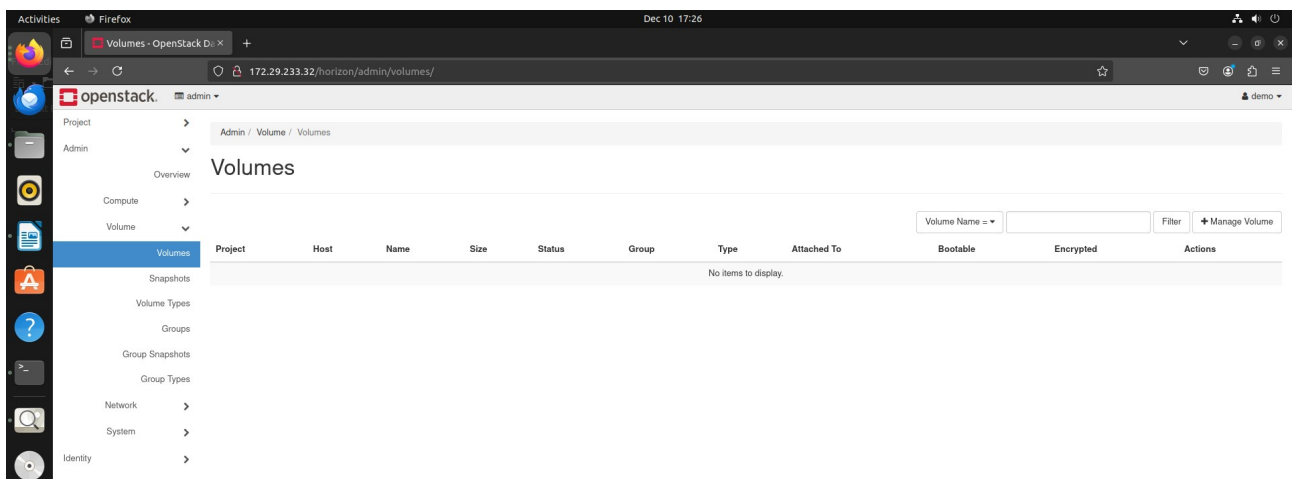 Activities Firefox Dec 10 17:26
Volumes - OpenStack Da
172.29.233.32/horizon/admin/volumes/
openstack. admin demo
Project
Admin
Overview
Compute
Volume
Volumes
Snapshots
Volume Types
Groups
Group Snapshots
Group Types
Network
System
Identity
Admin / Volume / Volumes
Volumes
Volume Name = Filter + Manage Volume
Project Host Name Size Status Group Type Attached To Bootable Encrypted Actions
No items to display.